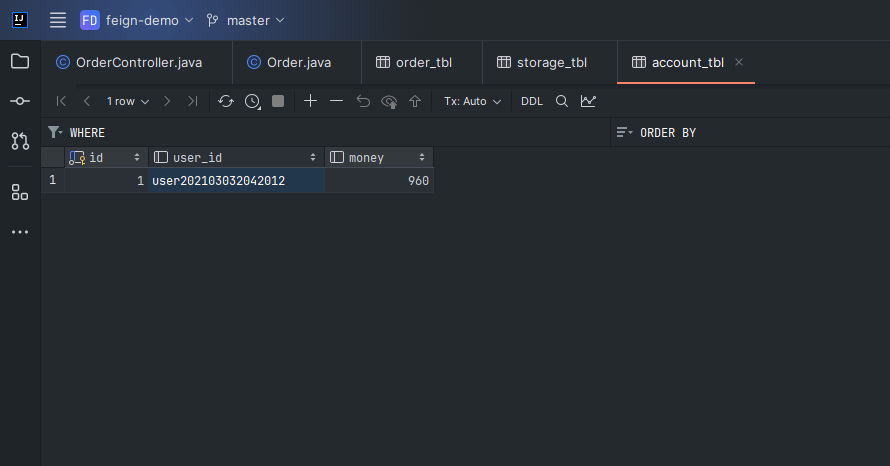 IJ FD feign-demo master
OrderController.java Order.java order_tbl storage_tbl account_tbl
1 row Tx: Auto DDL
WHERE ORDER BY
id user_id money
1 1 user202103032042012 960